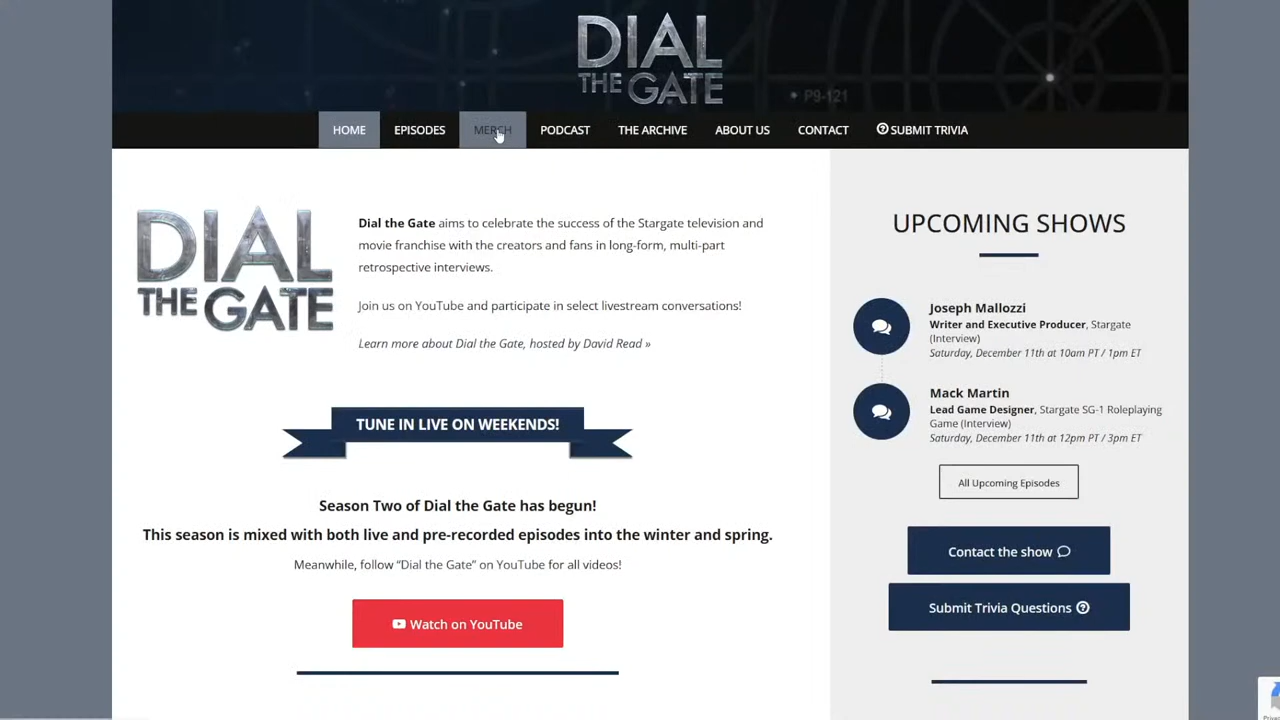 DIAL
THE GATE
P9-121
HOME EPISODES MERCH PODCAST THE ARCHIVE ABOUT US CONTACT SUBMIT TRIVIA
DIAL
THE GATE
Dial the Gate aims to celebrate the success of the Stargate television and
movie franchise with the creators and fans in long-form, multi-part
retrospective interviews.
Join us on YouTube and participate in select livestream conversations!
Learn more about Dial the Gate, hosted by David Read »
TUNE IN LIVE ON WEEKENDS!
Season Two of Dial the Gate has begun!
This season is mixed with both live and pre-recorded episodes into the winter and spring.
Meanwhile, follow “Dial the Gate” on YouTube for all videos!
Watch on YouTube
UPCOMING SHOWS
Joseph Mallozzi
Writer and Executive Producer, Stargate
(Interview)
Saturday, December 11th at 10am PT / 1pm ET
Mack Martin
Lead Game Designer, Stargate SG-1 Roleplaying
Game (Interview)
Saturday, December 11th at 12pm PT / 3pm ET
All Upcoming Episodes
Contact the show
Submit Trivia Questions